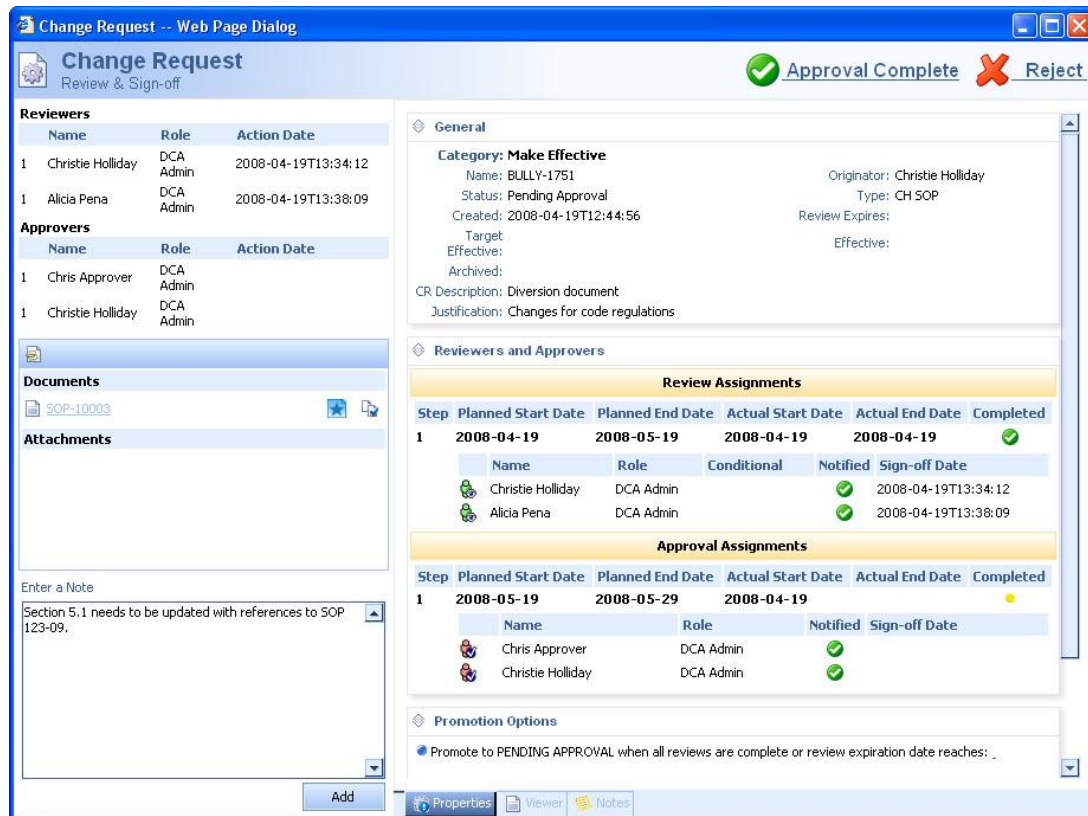 Change Request -- Web Page Dialog
Change Request
Review & Sign-off
Approval Complete
Reject
Reviewers
Name Role Action Date
1 Christie Holliday DCA Admin 2008-04-19T13:34:12
1 Alicia Pena DCA Admin 2008-04-19T13:38:09
Approvers
Name Role Action Date
1 Chris Approver DCA Admin
1 Christie Holliday DCA Admin
Documents
SOP-10003
Attachments
Enter a Note
Section 5.1 needs to be updated with references to SOP
123-09.
Add
General
Category: Make Effective
Name: BULLY-1751 Originator: Christie Holliday
Status: Pending Approval Type: CH SOP
Created: 2008-04-19T12:44:56 Review Expires:
Target Effective: Effective:
Archived:
CR Description: Diversion document
Justification: Changes for code regulations
Reviewers and Approvers
Review Assignments
Step Planned Start Date Planned End Date Actual Start Date Actual End Date Completed
1 2008-04-19 2008-05-19 2008-04-19 2008-04-19
Name Role Conditional Notified Sign-off Date
Christie Holliday DCA Admin 2008-04-19T13:34:12
Alicia Pena DCA Admin 2008-04-19T13:38:09
Approval Assignments
Step Planned Start Date Planned End Date Actual Start Date Actual End Date Completed
1 2008-05-19 2008-05-29 2008-04-19
Name Role Notified Sign-off Date
Chris Approver DCA Admin
Christie Holliday DCA Admin
Promotion Options
Promote to PENDING APPROVAL when all reviews are complete or review expiration date reaches: _
Properties Viewer Notes